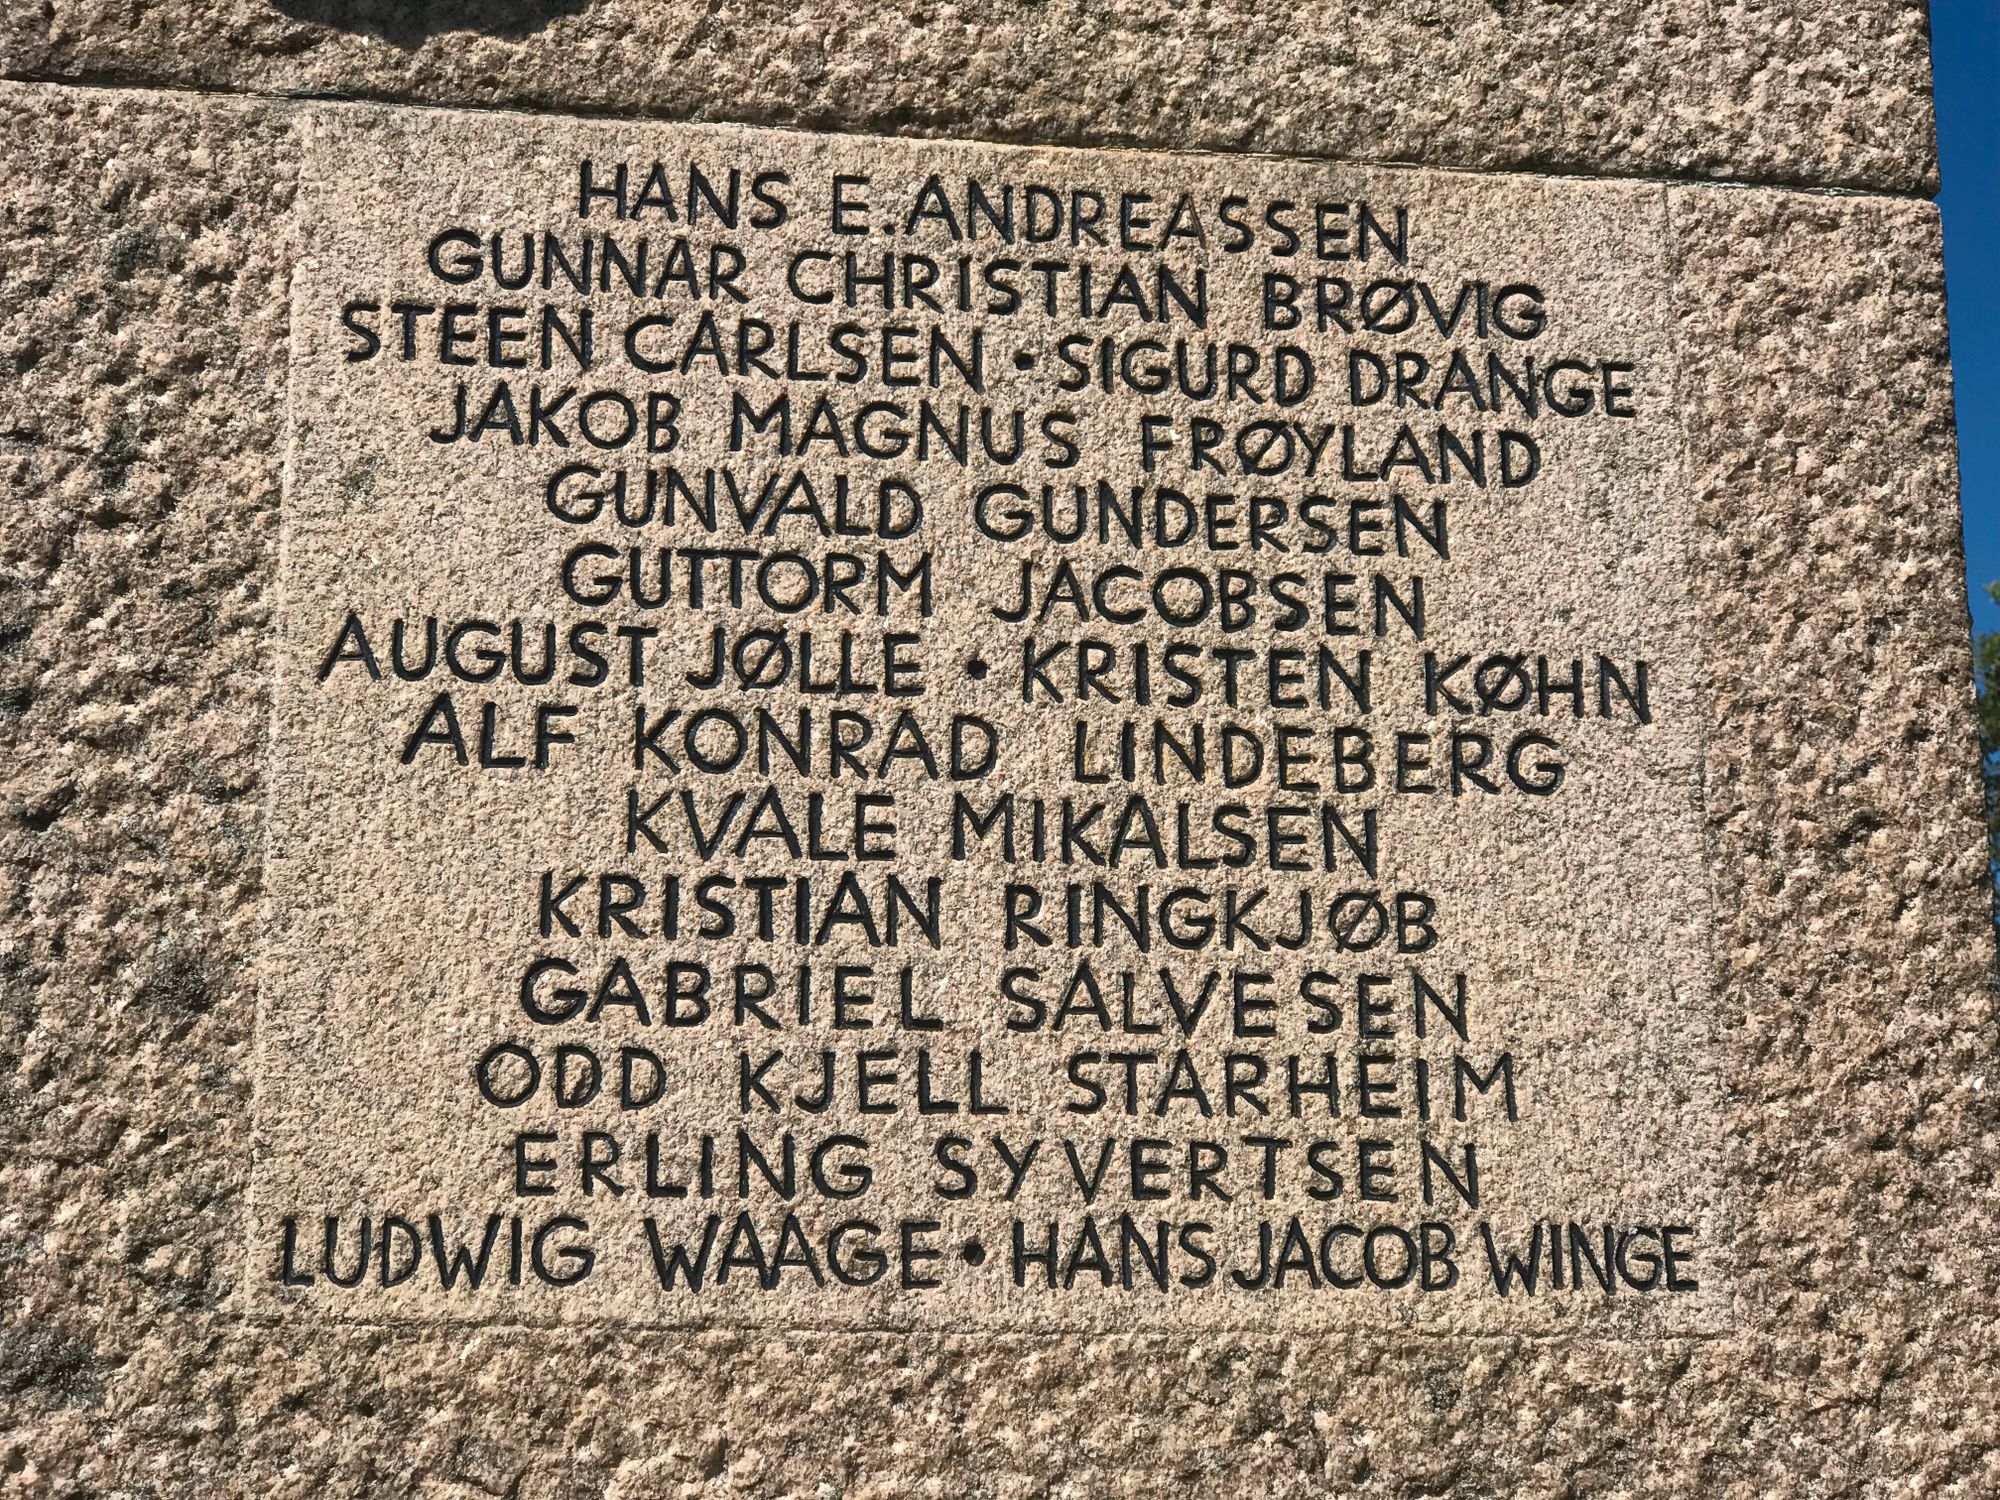 HANS E. ANDREASSEN
GUNNAR CHRISTIAN BRØVIG
STEEN CARLSEN • SIGURD DRANGE
JAKOB MAGNUS FRØYLAND
GUNVALD GUNDERSEN
GUTTORM JACOBSEN
AUGUST JØLLE • KRISTEN KØHN
ALF KONRAD LINDEBERG
KVALE MIKALSEN
KRISTIAN RINGKJØB
GABRIEL SALVESEN
ODD KJELL STARHEIM
ERLING SYVERTSEN
LUDWIG WAAGE • HANS JACOB WINGE